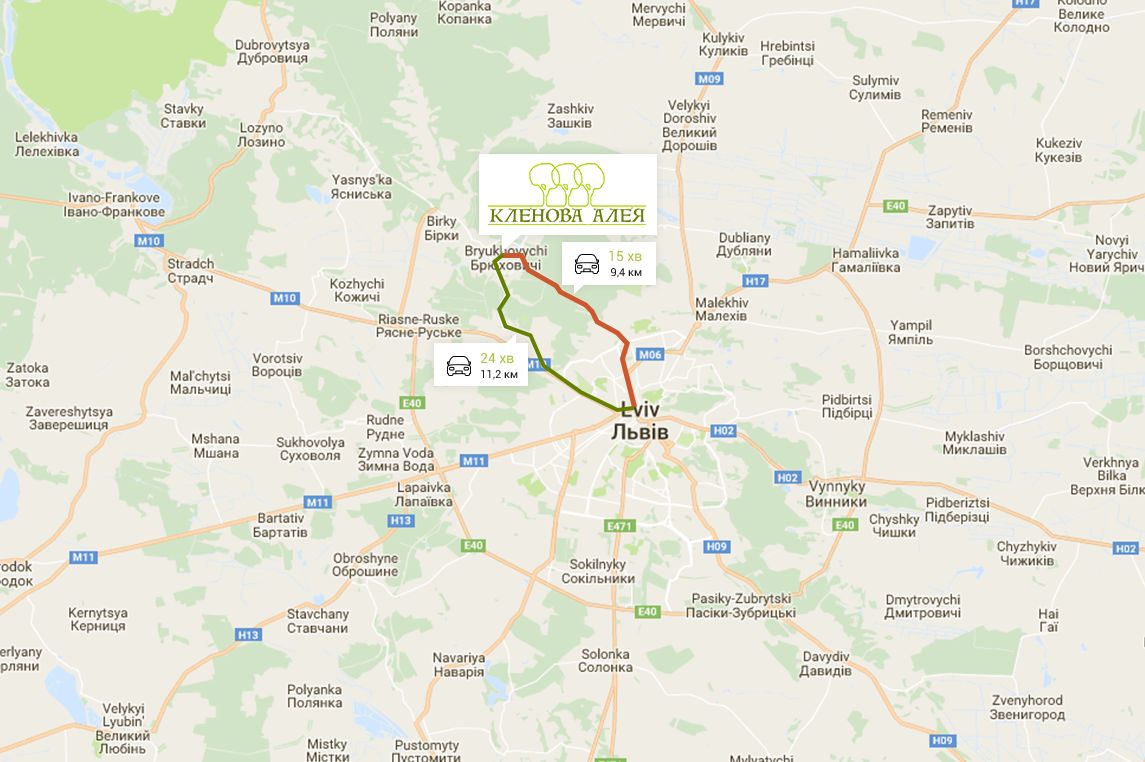 Kopanka
Копанка
Polyany
Поляни
Mervychi
Мервичі
H17
Kolodno
Велике
Колодно
Dubrovytsya
Дубровиця
Kulykiv
Куликів
Hrebintsi
Гребінці
M09
Sulymiv
Сулимів
Stavky
Ставки
Zashkiv
Зашків
Velykyi
Doroshiv
Великий
Дорошів
Remeniv
Ременів
Lelekhivka
Лелехівка
Lozyno
Лозино
Kukeziv
Кукезів
Yasnys'ka
Ясниська
Ivano-Frankove
Івано-Франкове
КЛЕНОВА АЛЕЯ
E40
Zapytiv
Запитів
Birky
Бірки
M10
Bryukhovychi
Брюховичі
15 хв
9,4 км
Dubliany
Дубляни
Hamaliivka
Гамаліївка
Novyi
Yarychiv
Новий Ярич
Stradch
Страдч
Kozhychi
Кожичі
M10
H17
Malekhiv
Малехів
Riasne-Ruske
Рясне-Руське
Yampil
Ямпіль
24 хв
11,2 км
M06
Borshchovychi
Борщовичі
Zatoka
Затока
Vorotsiv
Вороців
Mal'chytsi
Мальчиці
E40
Zavereshytsya
Завереshиця
Lviv
Львів
Pidbirtsi
Підбірці
Rudne
Рудне
H02
Mshana
Мшана
Sukhovolya
Суховоля
Zymna Voda
Зимна Вода
M11
Myklashiv
Миклашів
Verkhnya
Bilka
Верхня Білк
H02
Lapaivka
Лапаївка
Vynnyky
Винники
M11
Pidberiztsi
Підберізці
Bartativ
Бартатів
H13
E471
E40
Chyshky
Чишки
M11
E40
H09
Chyzhykiv
Чижиків
H02
Obroshyne
Оброшине
Sokilnyky
Сокільники
Kernytsya
Керниця
Stavchany
Ставчани
E40
Pasiky-Zubrytski
Пасіки-Зубрицькі
Dmytrovychi
Дмитровичі
Hai
Гаї
H13
Navariya
Наварія
Solonka
Солонка
Davydiv
Давидів
Polyanka
Полянка
Zvenyhorod
Звенигород
Velykyi
Lyubin'
Великий
Любінь
Mistky
Містки
Pustomyty
Пустомити
H09